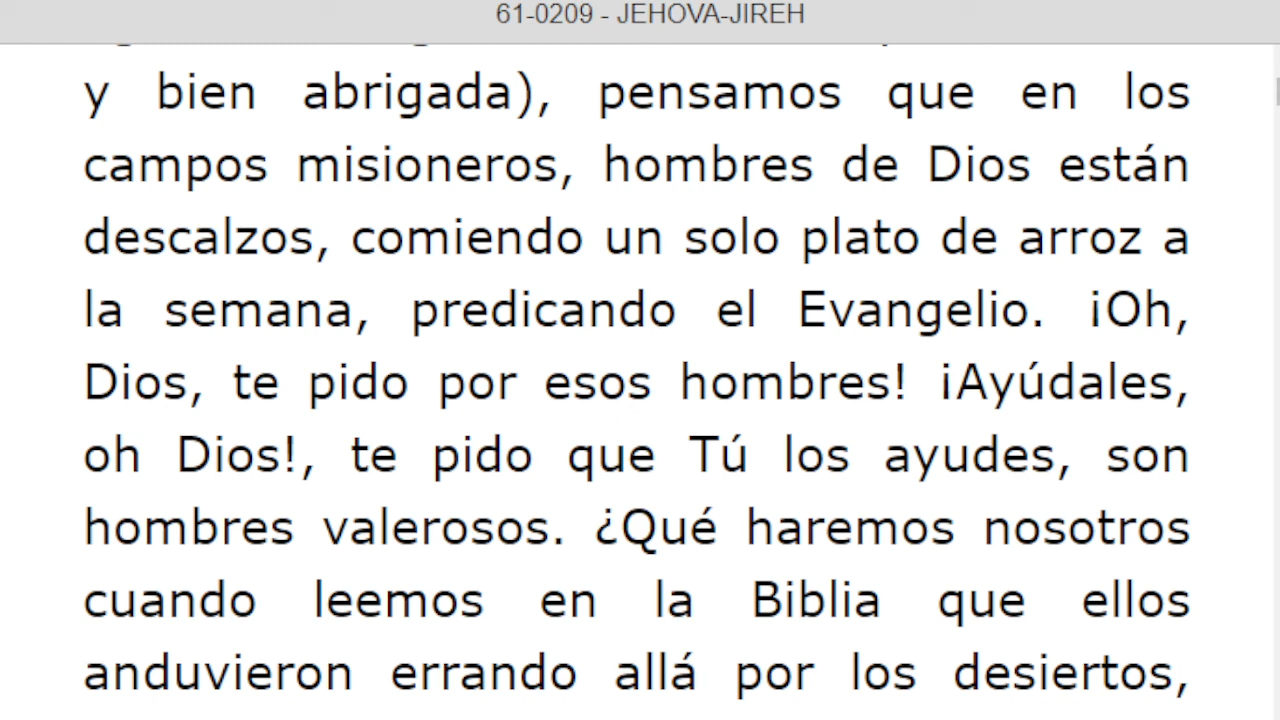 61-0209 - JEHOVA-JIREH
y bien abrigada), pensamos que en los
campos misioneros, hombres de Dios están
descalzos, comiendo un solo plato de arroz a
la semana, predicando el Evangelio. ¡Oh,
Dios, te pido por esos hombres! ¡Ayúdales,
oh Dios!, te pido que Tú los ayudes, son
hombres valerosos. ¿Qué haremos nosotros
cuando leemos en la Biblia que ellos
anduvieron errando allá por los desiertos,